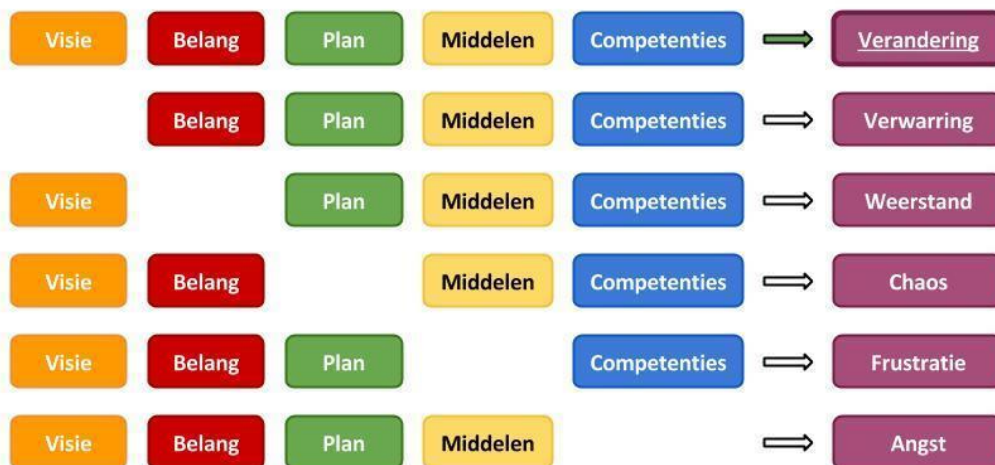 Visie Belang Plan Middelen Competenties Verandering
Belang Plan Middelen Competenties Verwarring
Visie Plan Middelen Competenties Weerstand
Visie Belang Middelen Competenties Chaos
Visie Belang Plan Competenties Frustratie
Visie Belang Plan Middelen Angst